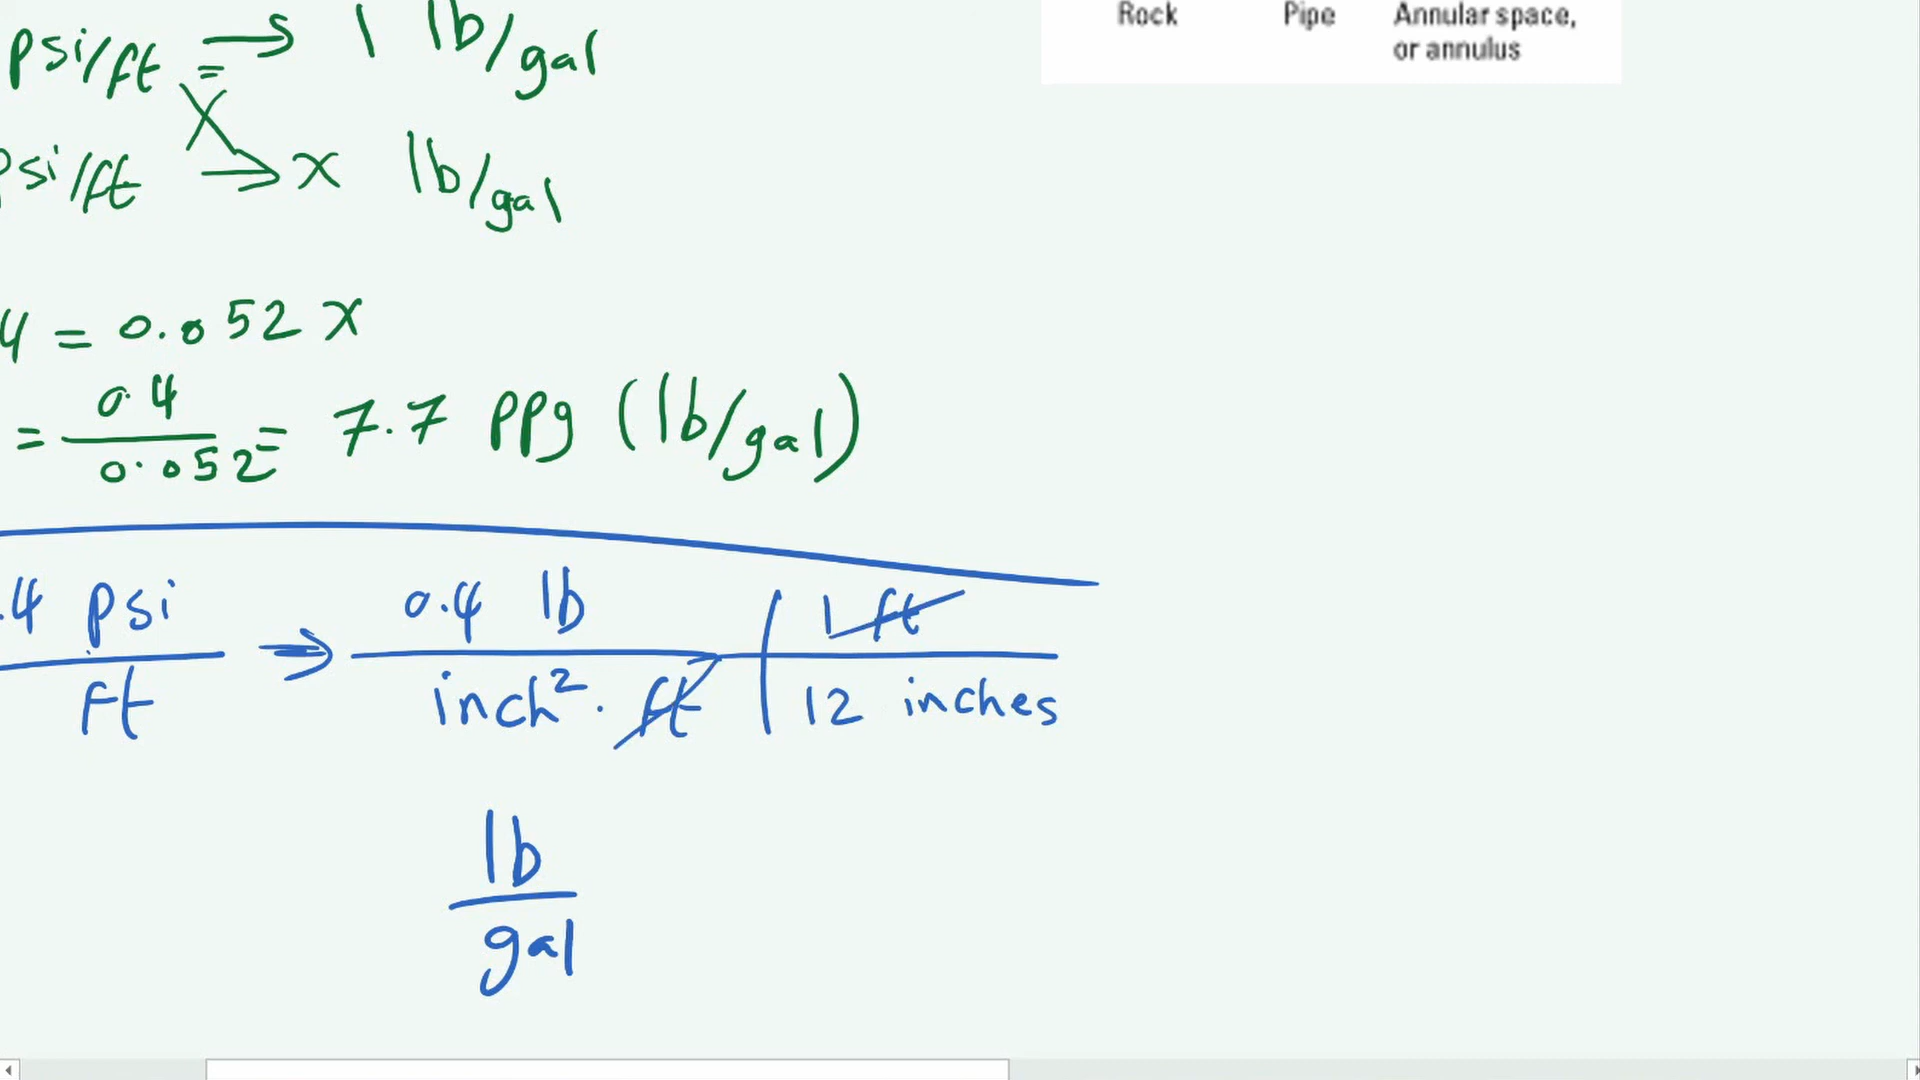 Rock Pipe Annular space,
or annulus
psi/ft => 1 lb/gal
psi/ft → x lb/gal
4 = 0.052 x
= 0.4 / 0.052 = 7.7 ppg (lb/gal)
.4 psi / ft ⇒ 0.4 lb / inch². ft | 1 ft / 12 inches
lb
gal